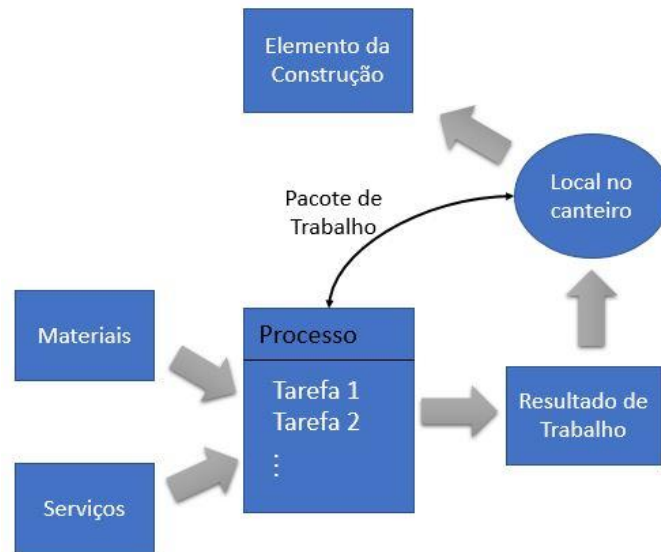 Elemento da
Construção
Local no
canteiro
Pacote de
Trabalho
Materiais
Processo
Tarefa 1
Tarefa 2
⋮
Resultado de
Trabalho
Serviços